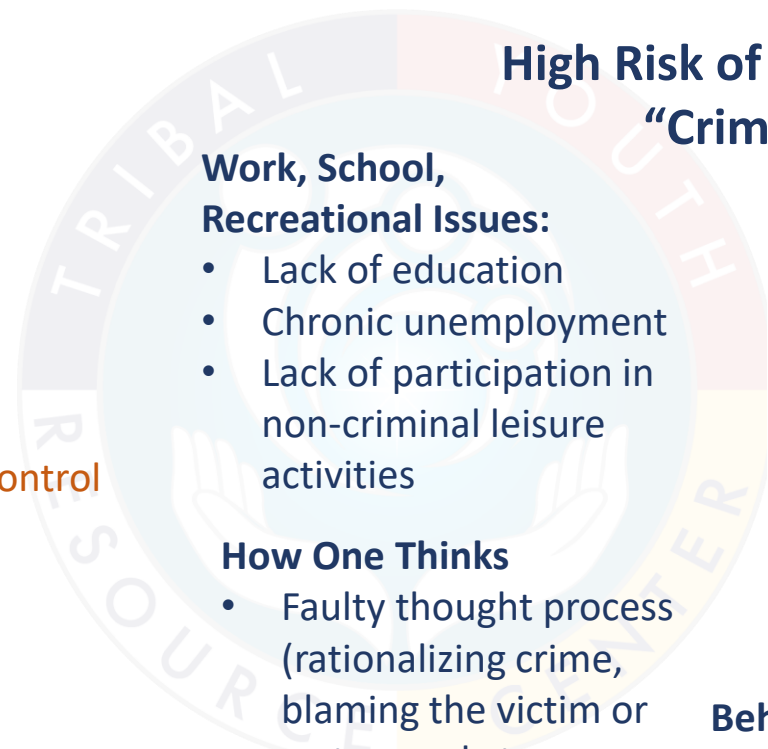 High Risk of
“Crim
Work, School,
Recreational Issues:
• Lack of education
• Chronic unemployment
• Lack of participation in
non-criminal leisure
activities
ontrol
How One Thinks
• Faulty thought process
(rationalizing crime,
blaming the victim or
Beh
TRIBAL YOUTH
RESOURCE CENTER